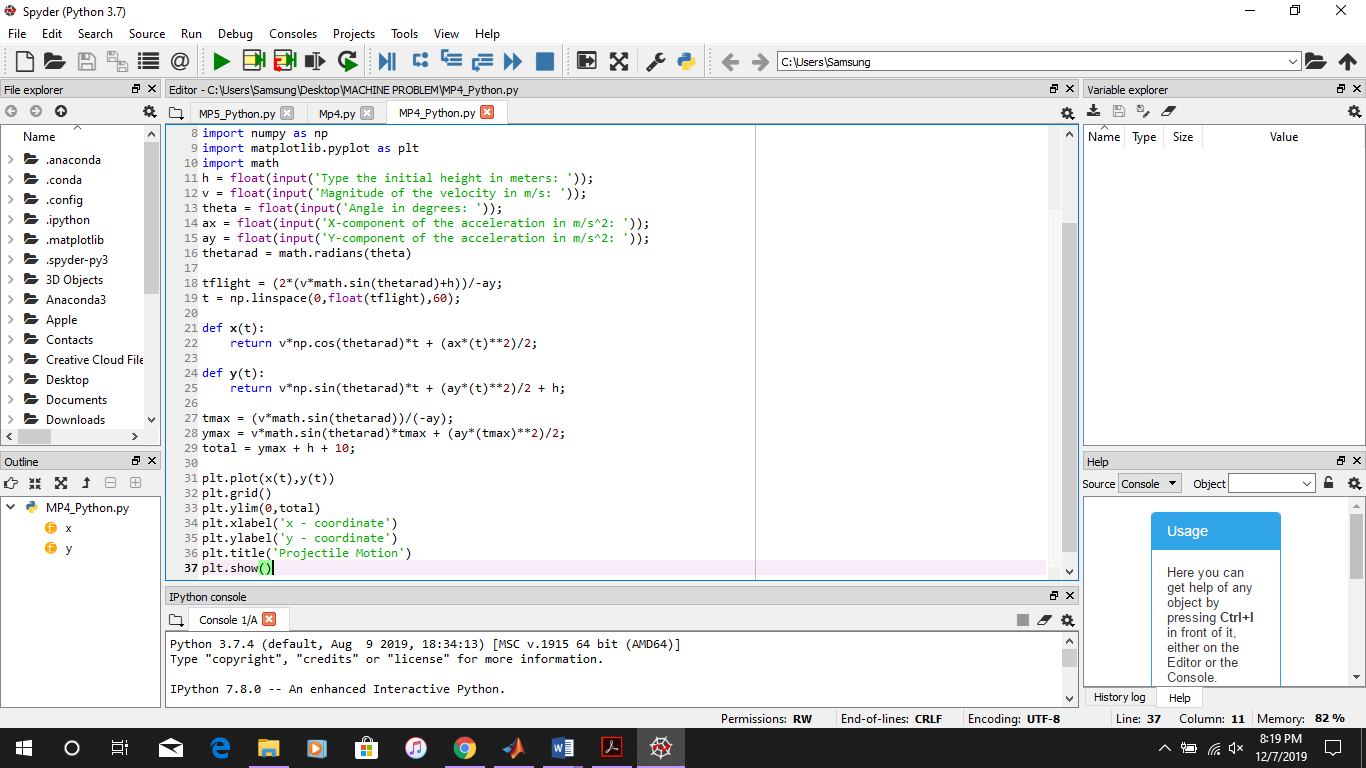 Spyder (Python 3.7)
File Edit Search Source Run Debug Consoles Projects Tools View Help
C:\Users\Samsung
File explorer
Name
.anaconda
.conda
.config
.ipython
.matplotlib
.spyder-py3
3D Objects
Anaconda3
Apple
Contacts
Creative Cloud File
Desktop
Documents
Downloads
Outline
MP4_Python.py
x
y
Editor - C:\Users\Samsung\Desktop\MACHINE PROBLEM\MP4_Python.py
MP5_Python.py Mp4.py MP4_Python.py
8 import numpy as np
9 import matplotlib.pyplot as plt
10 import math
11 h = float(input('Type the initial height in meters: '));
12 v = float(input('Magnitude of the velocity in m/s: '));
13 theta = float(input('Angle in degrees: '));
14 ax = float(input('X-component of the acceleration in m/s^2: '));
15 ay = float(input('Y-component of the acceleration in m/s^2: '));
16 thetarad = math.radians(theta)
17
18 tflight = (2*(v*math.sin(thetarad)+h))/-ay;
19 t = np.linspace(0,float(tflight),60);
20
21 def x(t):
22     return v*np.cos(thetarad)*t + (ax*(t)**2)/2;
23
24 def y(t):
25     return v*np.sin(thetarad)*t + (ay*(t)**2)/2 + h;
26
27 tmax = (v*math.sin(thetarad))/(-ay);
28 ymax = v*math.sin(thetarad)*tmax + (ay*(tmax)**2)/2;
29 total = ymax + h + 10;
30
31 plt.plot(x(t),y(t))
32 plt.grid()
33 plt.ylim(0,total)
34 plt.xlabel('x - coordinate')
35 plt.ylabel('y - coordinate')
36 plt.title('Projectile Motion')
37 plt.show()
IPython console
Console 1/A
Python 3.7.4 (default, Aug  9 2019, 18:34:13) [MSC v.1915 64 bit (AMD64)]
Type "copyright", "credits" or "license" for more information.
IPython 7.8.0 -- An enhanced Interactive Python.
Variable explorer
Name Type Size Value
Help
Source Console Object
Usage
Here you can
get help of any
object by
pressing Ctrl+I
in front of it,
either on the
Editor or the
Console.
History log Help
Permissions: RW End-of-lines: CRLF Encoding: UTF-8 Line: 37 Column: 11 Memory: 82 %
8:19 PM
12/7/2019